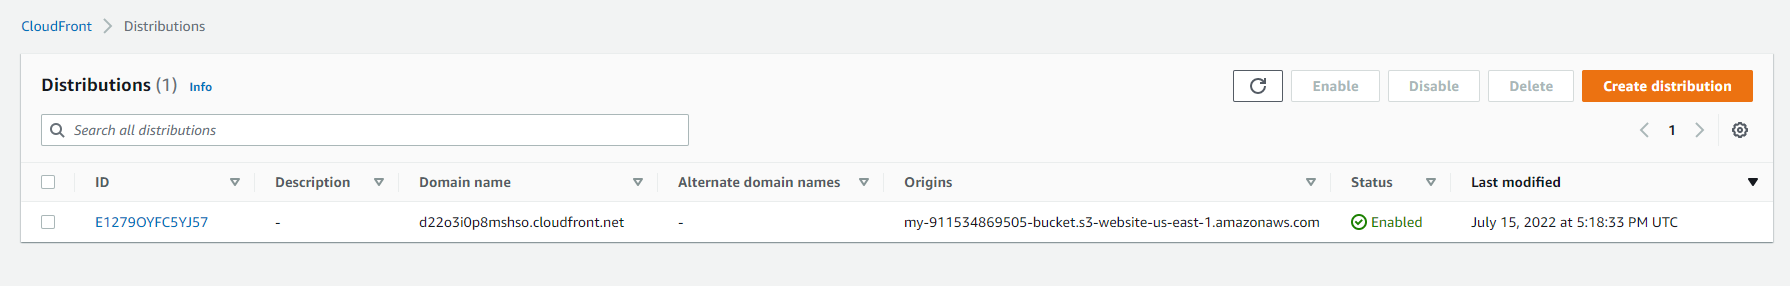 CloudFront Distributions
Distributions (1) Info
Enable Disable Delete Create distribution
Search all distributions
1
ID Description Domain name Alternate domain names Origins Status Last modified
E1279OYFC5YJ57 - d22o3i0p8mshso.cloudfront.net - my-911534869505-bucket.s3-website-us-east-1.amazonaws.com Enabled July 15, 2022 at 5:18:33 PM UTC